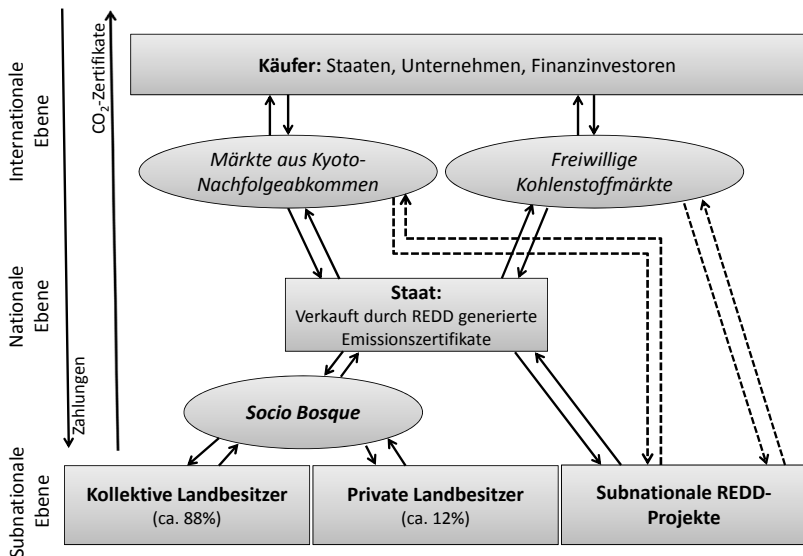 Internationale
Ebene
CO₂-Zertifikate
Käufer: Staaten, Unternehmen, Finanzinvestoren
Märkte aus Kyoto-
Nachfolgeabkommen
Freiwillige
Kohlenstoffmärkte
Nationale
Ebene
Staat:
Verkauft durch REDD generierte
Emissionszertifikate
Zahlungen
Socio Bosque
Subnationale
Ebene
Kollektive Landbesitzer
(ca. 88%)
Private Landbesitzer
(ca. 12%)
Subnationale REDD-
Projekte